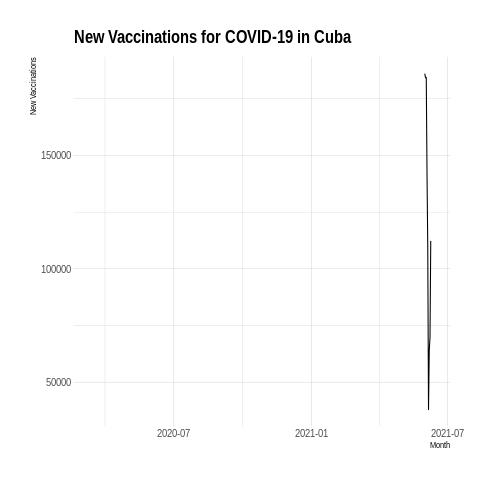 New Vaccinations for COVID-19 in Cuba
New Vaccinations
150000
100000
50000
2020-07
2021-01
2021-07
Month